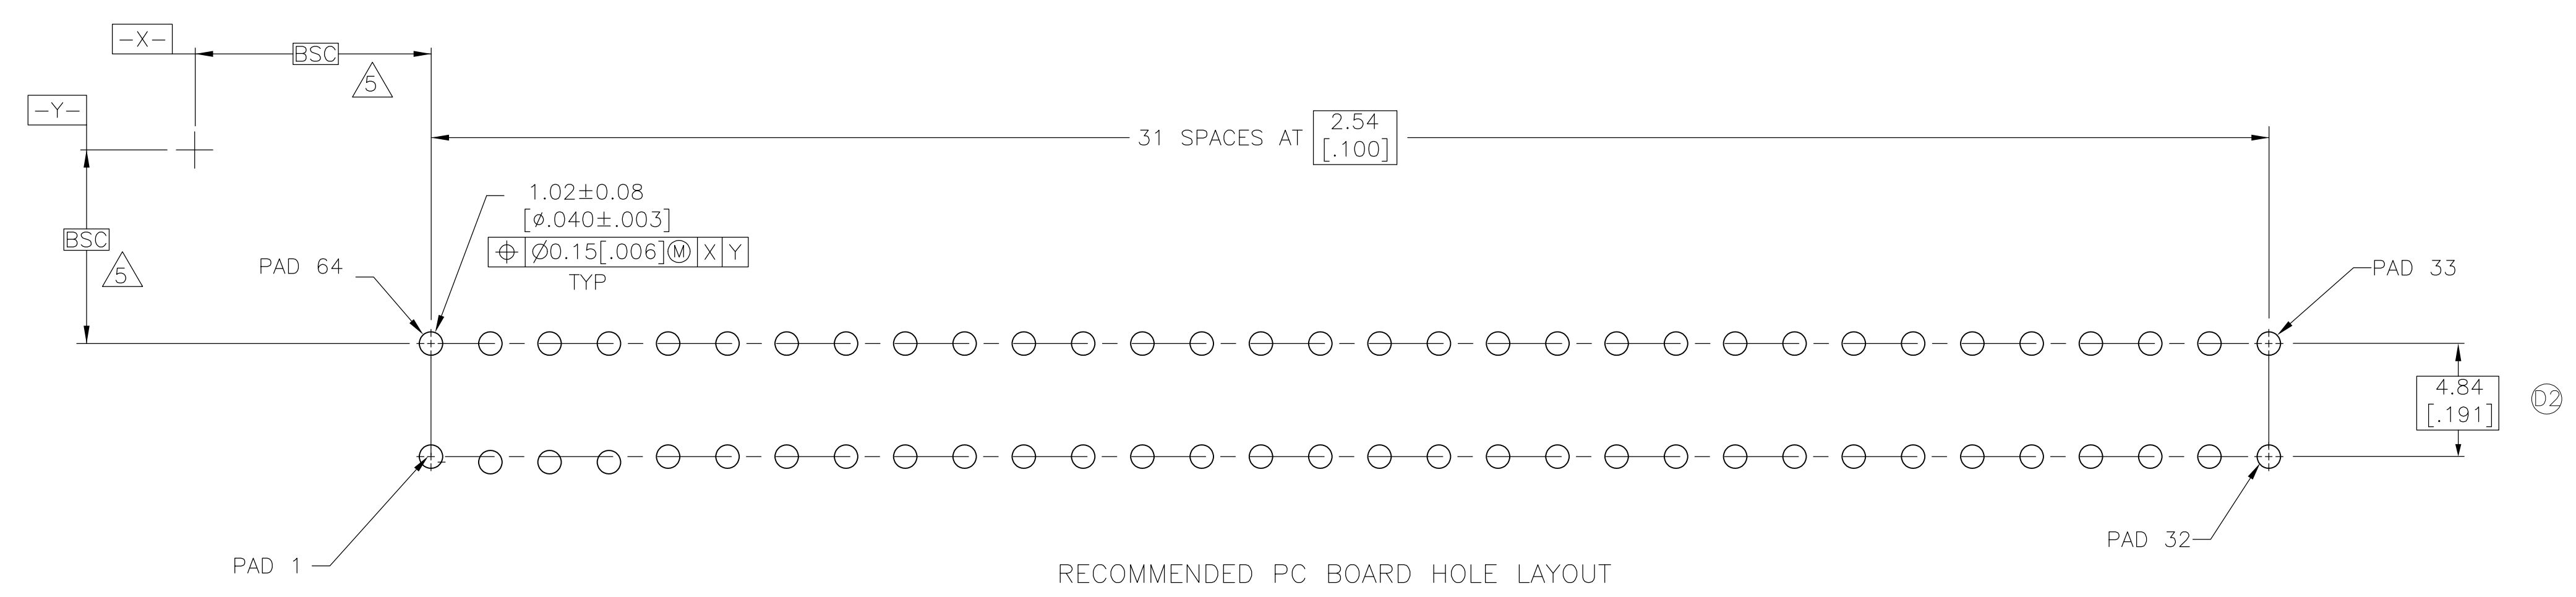 -X-
BSC
5
-Y-
31 SPACES AT 2.54
[.100]
1.02±0.08
[ø.040±.003]
⌖ Ø0.15[.006]Ⓜ X Y
TYP
BSC
5
PAD 64
PAD 33
4.84
[.191]
D2
PAD 32
PAD 1
RECOMMENDED PC BOARD HOLE LAYOUT